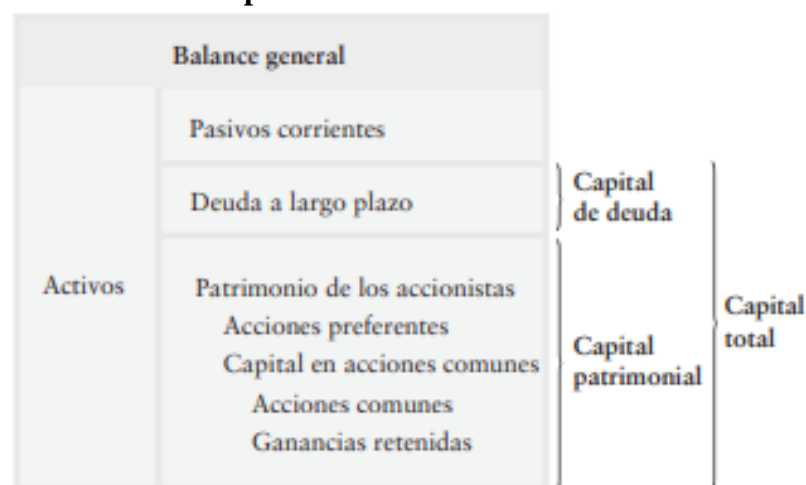 Balance general
Pasivos corrientes
Deuda a largo plazo
Capital
de deuda
Activos
Patrimonio de los accionistas
Acciones preferentes
Capital en acciones comunes
Acciones comunes
Ganancias retenidas
Capital
patrimonial
Capital
total